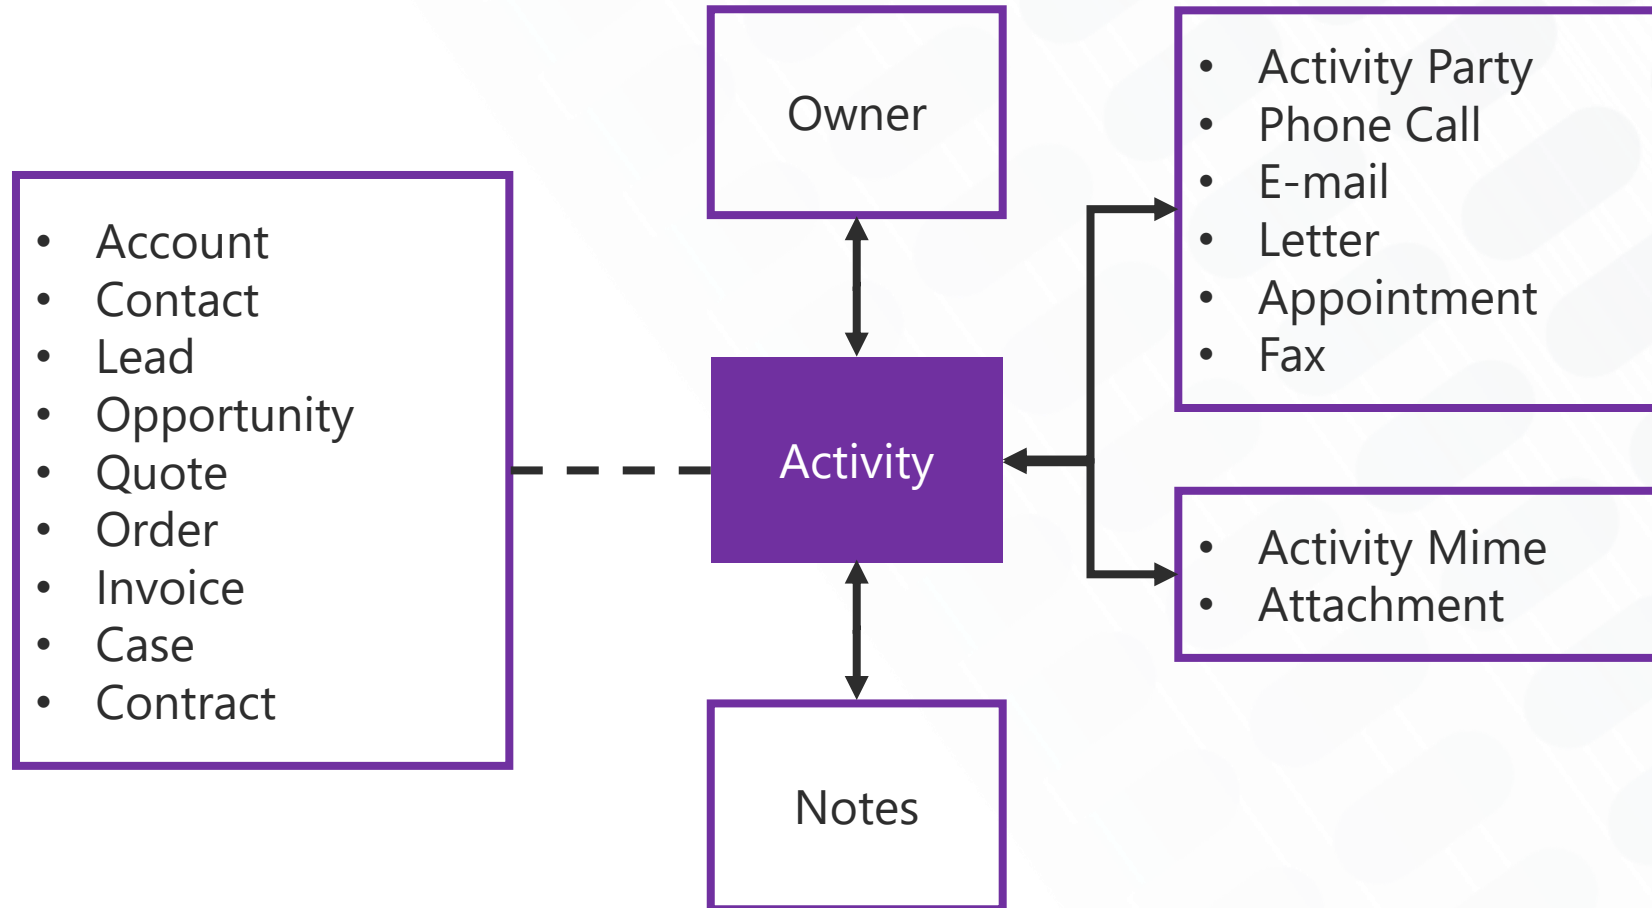 Owner
• Activity Party
• Phone Call
• E-mail
• Letter
• Appointment
• Fax
• Account
• Contact
• Lead
• Opportunity
• Quote
• Order
• Invoice
• Case
• Contract
Activity
• Activity Mime
• Attachment
Notes